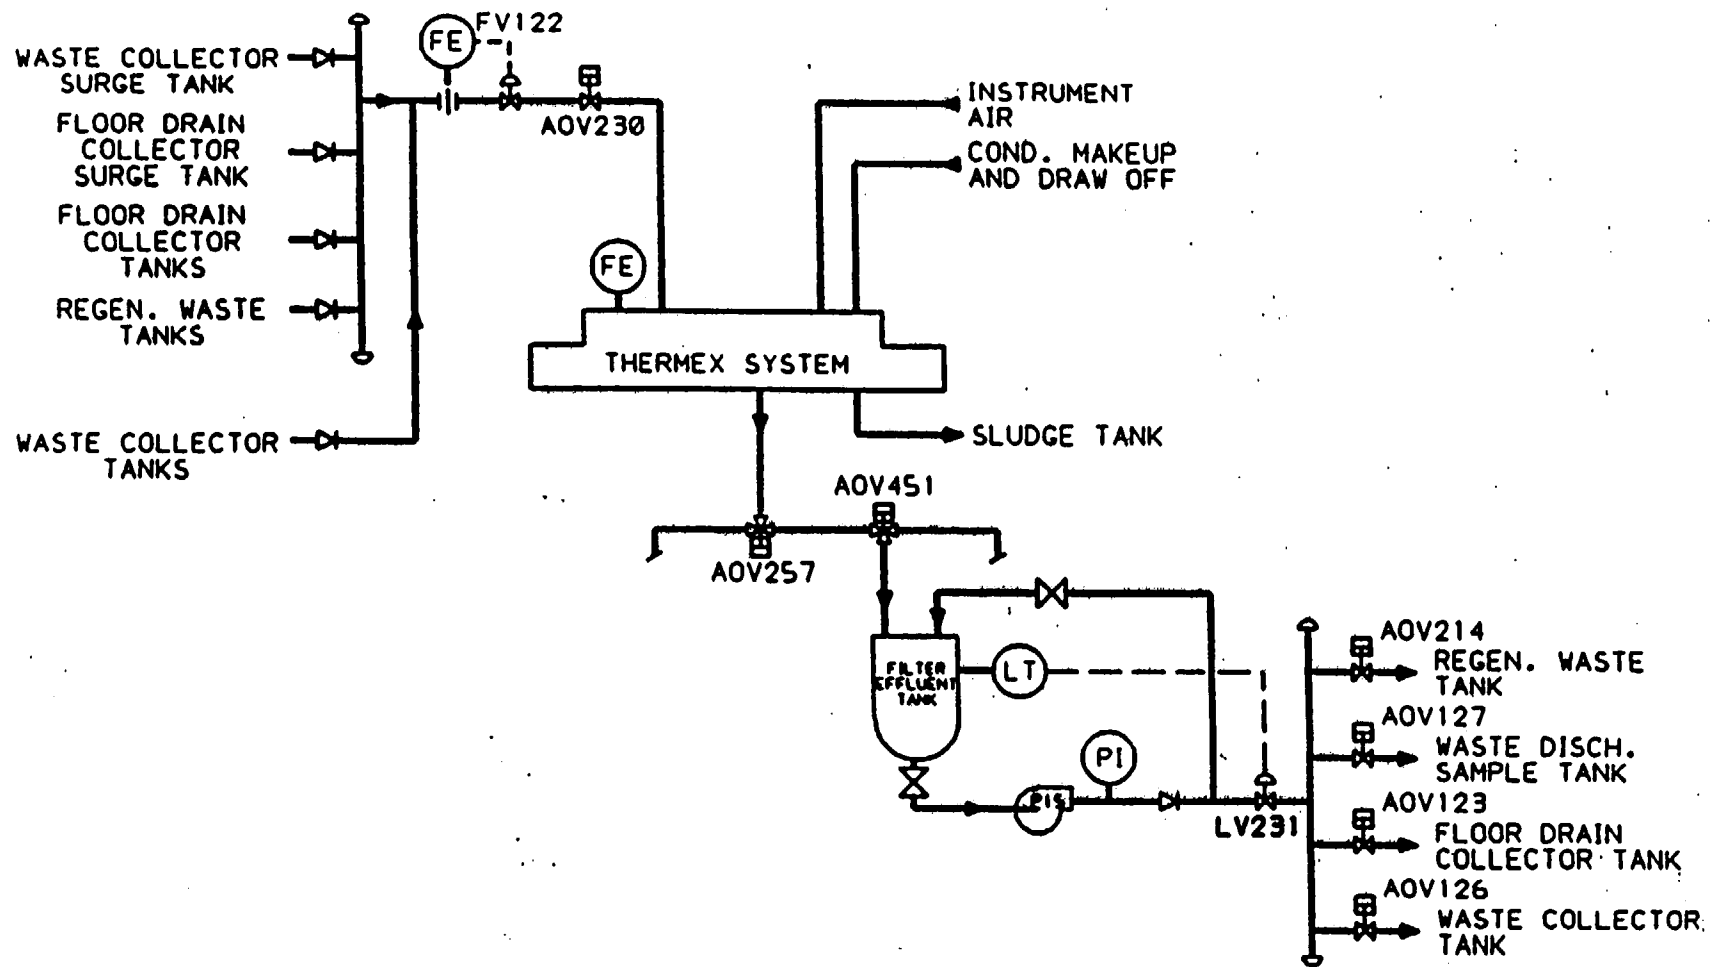 FE
FV122
WASTE COLLECTOR
SURGE TANK
AOV230
INSTRUMENT
AIR
FLOOR DRAIN
COLLECTOR
SURGE TANK
COND. MAKEUP
AND DRAW OFF
FLOOR DRAIN
COLLECTOR
TANKS
FE
REGEN. WASTE
TANKS
THERMEX SYSTEM
WASTE COLLECTOR
TANKS
SLUDGE TANK
AOV451
AOV257
FILTER
EFFLUENT
TANK
LT
AOV214
REGEN. WASTE
TANK
AOV127
WASTE DISCH.
SAMPLE TANK
PI
P15
LV231
AOV123
FLOOR DRAIN
COLLECTOR TANK
AOV126
WASTE COLLECTOR
TANK